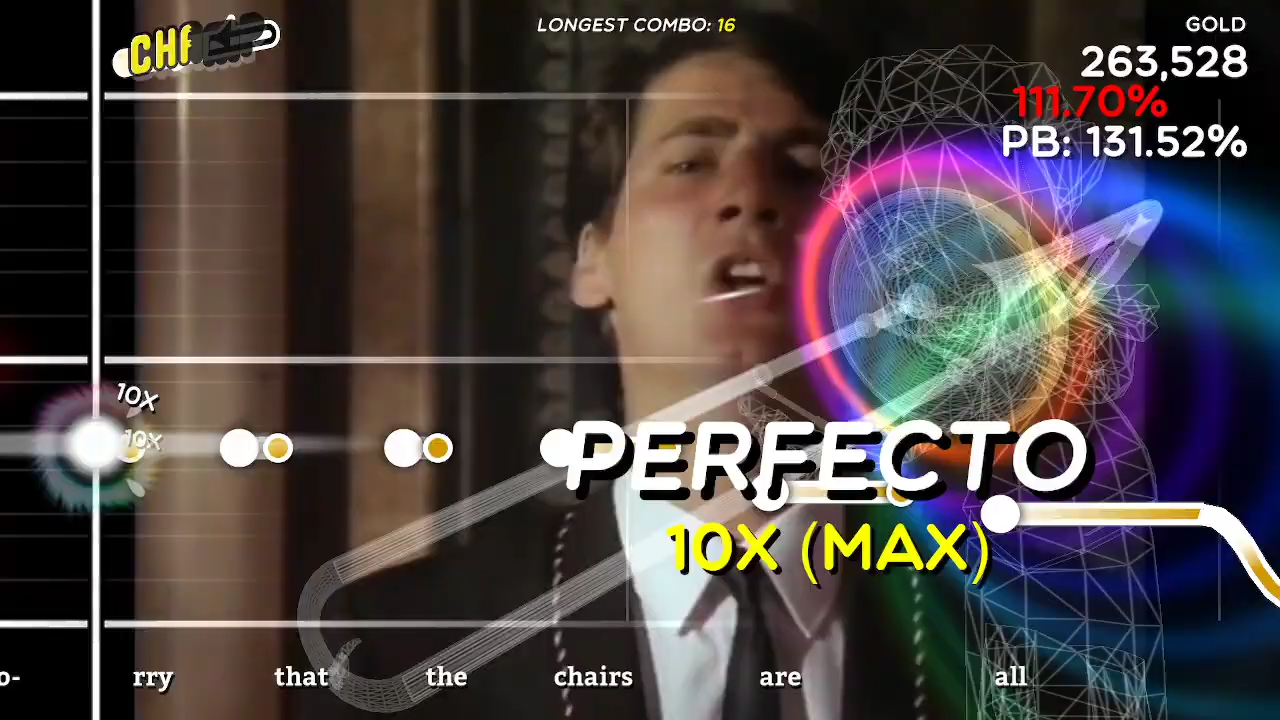 LONGEST COMBO: 16
GOLD
263,528
111.70%
PB: 131.52%
10X
10X
PERFECTO
10X (MAX)
o- rry that the chairs are all